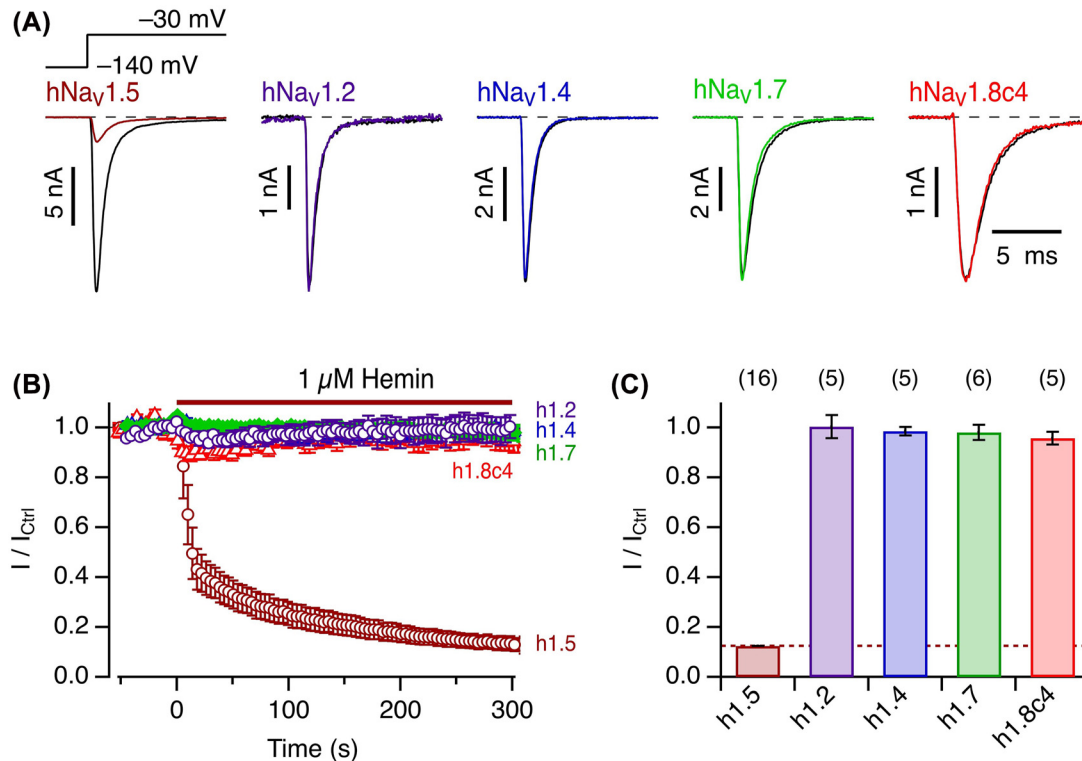 (A)
–30 mV
–140 mV
hNaV1.5
hNaV1.2
hNaV1.4
hNaV1.7
hNaV1.8c4
5 nA
1 nA
2 nA
2 nA
1 nA
5 ms
(B)
1 µM Hemin
I / ICtrl
1.0
0.8
0.6
0.4
0.2
0.0
h1.2
h1.4
h1.7
h1.8c4
h1.5
0
100
200
300
Time (s)
(C)
(16)
(5)
(5)
(6)
(5)
I / ICtrl
1.0
0.8
0.6
0.4
0.2
0.0
h1.5
h1.2
h1.4
h1.7
h1.8c4